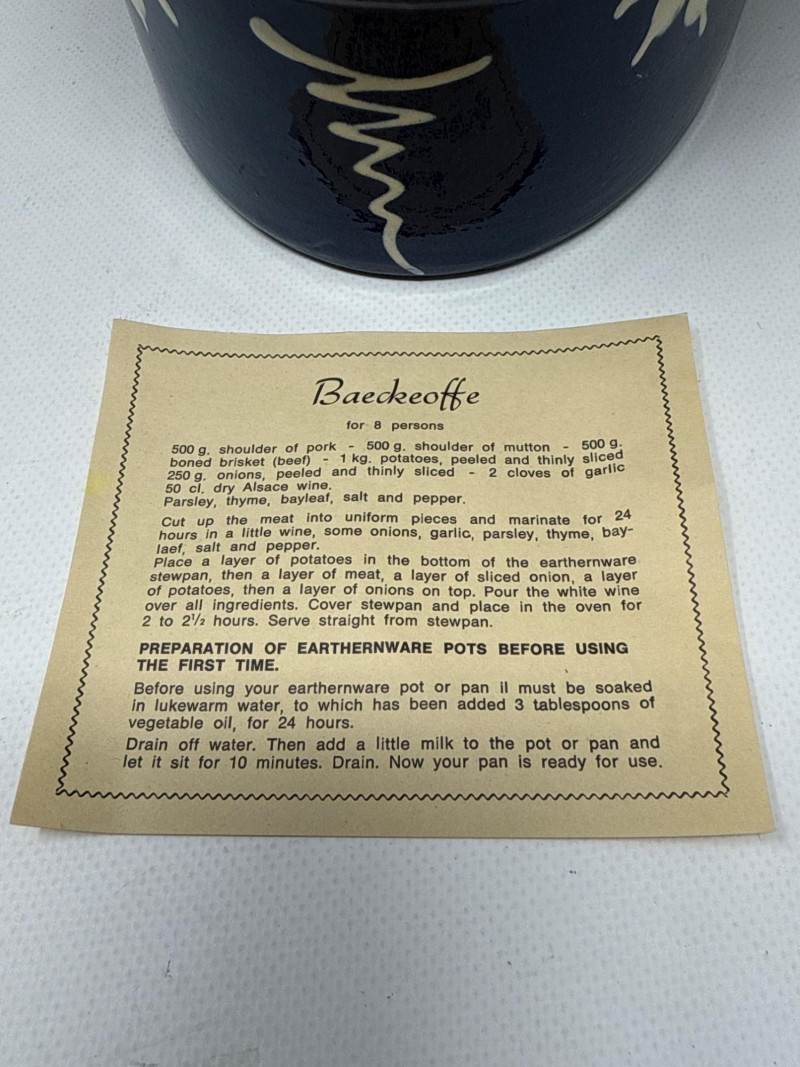 Baeckeoffe
for 8 persons
500 g. shoulder of pork - 500 g. shoulder of mutton - 500 g.
boned brisket (beef) - 1 kg. potatoes, peeled and thinly sliced
250 g. onions, peeled and thinly sliced - 2 cloves of garlic
50 cl. dry Alsace wine.
Parsley, thyme, bayleaf, salt and pepper.
Cut up the meat into uniform pieces and marinate for 24
hours in a little wine, some onions, garlic, parsley, thyme, bay-
laef, salt and pepper.
Place a layer of potatoes in the bottom of the earthernware
stewpan, then a layer of meat, a layer of sliced onion, a layer
of potatoes, then a layer of onions on top. Pour the white wine
over all ingredients. Cover stewpan and place in the oven for
2 to 2 1/2 hours. Serve straight from stewpan.
PREPARATION OF EARTHERNWARE POTS BEFORE USING
THE FIRST TIME.
Before using your earthernware pot or pan il must be soaked
in lukewarm water, to which has been added 3 tablespoons of
vegetable oil, for 24 hours.
Drain off water. Then add a little milk to the pot or pan and
let it sit for 10 minutes. Drain. Now your pan is ready for use.